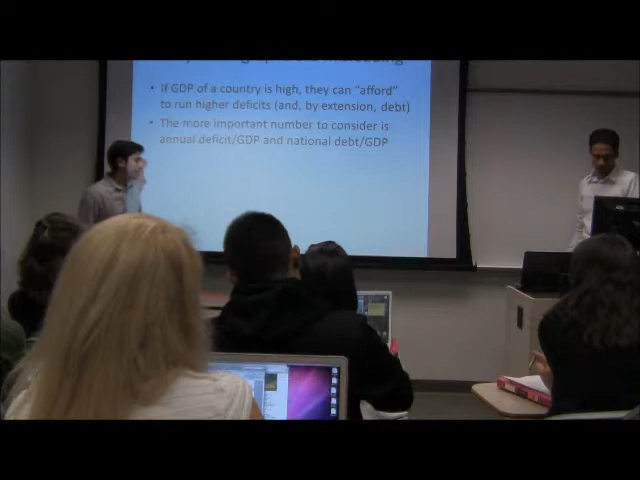 • If GDP of a country is high, they can "afford"
to run higher deficits (and, by extension, debt)
• The more important number to consider is
annual deficit/GDP and national debt/GDP